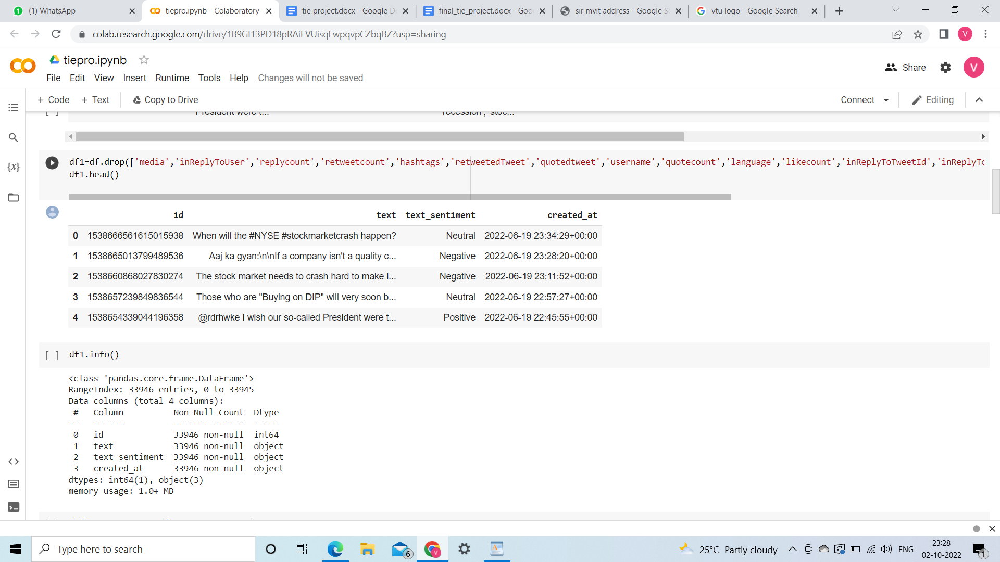 (1) WhatsApp
tiepro.ipynb - Colaboratory
tie project.docx - Google D
final_tie_project.docx - Goo
sir mvit address - Google S
vtu logo - Google Search
colab.research.google.com/drive/1B9GI13PD18pRAiEVUisqFwpqvpCZbqBZ?usp=sharing
V
tiepro.ipynb
File Edit View Insert Runtime Tools Help Changes will not be saved
Share
V
+ Code + Text Copy to Drive
Connect Editing
[ ] President were t... recession', 'stoc...
{x}
df1=df.drop(['media','inReplyToUser','replycount','retweetcount','hashtags','retweetedTweet','quotedtweet','username','quotecount','language','likecount','inReplyToTweetId','inReplyTo
df1.head()
id text text_sentiment created_at
0 1538666561615015938 When will the #NYSE #stockmarketcrash happen? Neutral 2022-06-19 23:34:29+00:00
1 1538665013799489536 Aaj ka gyan:\n\nIf a company isn't a quality c... Negative 2022-06-19 23:28:20+00:00
2 1538660868027830274 The stock market needs to crash hard to make i... Negative 2022-06-19 23:11:52+00:00
3 1538657239849836544 Those who are "Buying on DIP" will very soon b... Neutral 2022-06-19 22:57:27+00:00
4 1538654339044196358 @rdrhwke I wish our so-called President were t... Positive 2022-06-19 22:45:55+00:00
[ ] df1.info()
<class 'pandas.core.frame.DataFrame'>
RangeIndex: 33946 entries, 0 to 33945
Data columns (total 4 columns):
# Column Non-Null Count Dtype
--- ------ -------------- -----
0 id 33946 non-null int64
1 text 33946 non-null object
2 text_sentiment 33946 non-null object
3 created_at 33946 non-null object
dtypes: int64(1), object(3)
memory usage: 1.0+ MB
Type here to search
6
V
25°C Partly cloudy
ENG
23:28
02-10-2022
1